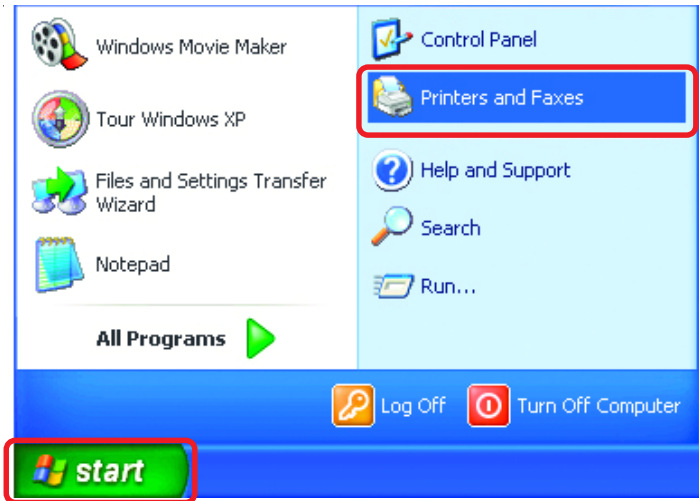 Windows Movie Maker
Tour Windows XP
Files and Settings Transfer
Wizard
Notepad
All Programs
Control Panel
Printers and Faxes
Help and Support
Search
Run...
Log Off
Turn Off Computer
start